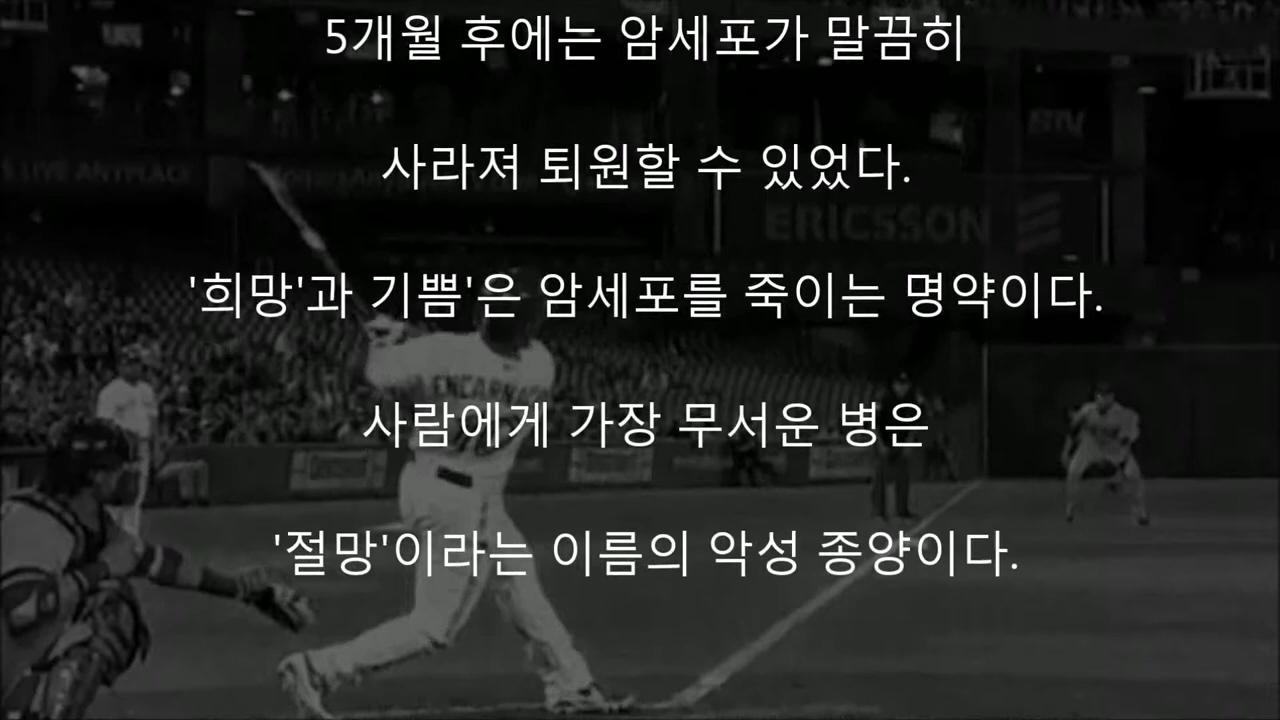 5개월 후에는 암세포가 말끔히
사라져 퇴원할 수 있었다.
'희망'과 기쁨'은 암세포를 죽이는 명약이다.
사람에게 가장 무서운 병은
'절망'이라는 이름의 악성 종양이다.
LIVE ANYPLACE
ERICSSON